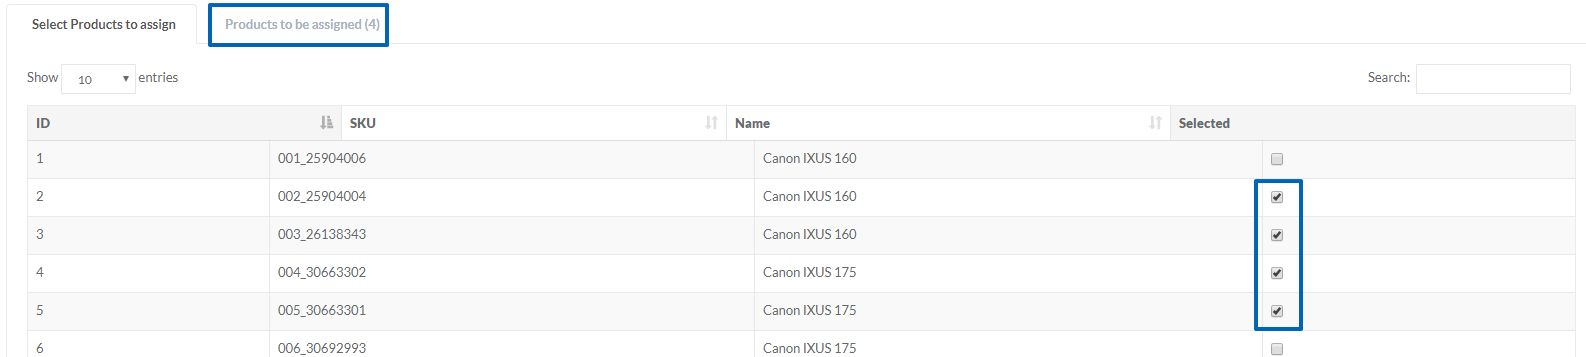 Select Products to assign Products to be assigned (4)
Show 10 entries Search:
ID SKU Name Selected
1 001_25904006 Canon IXUS 160
2 002_25904004 Canon IXUS 160
3 003_26138343 Canon IXUS 160
4 004_30663302 Canon IXUS 175
5 005_30663301 Canon IXUS 175
6 006_30692993 Canon IXUS 175